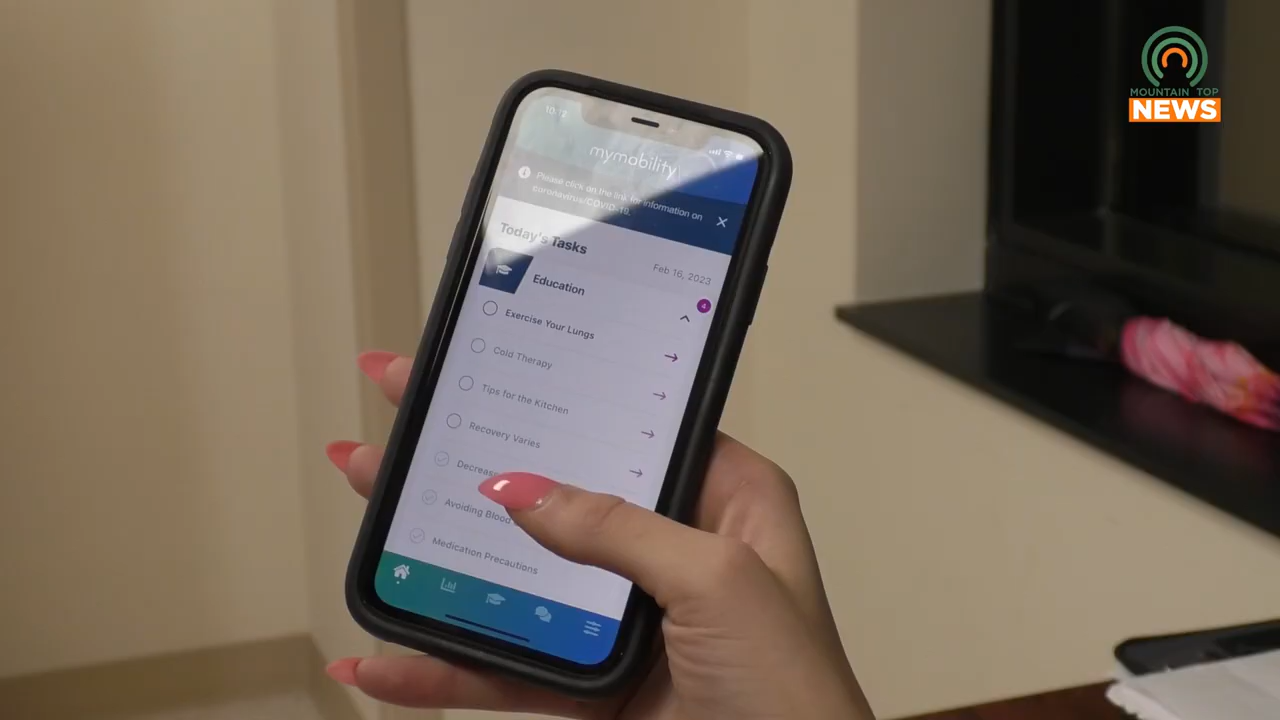 MOUNTAIN TOP
NEWS
mymobility
Please click on the link for information on
coronavirus/COVID-19.
Today's Tasks
Feb 16, 2023
Education
4
Exercise Your Lungs
Cold Therapy
Tips for the Kitchen
Recovery Varies
Avoiding Blood
Medication Precautions